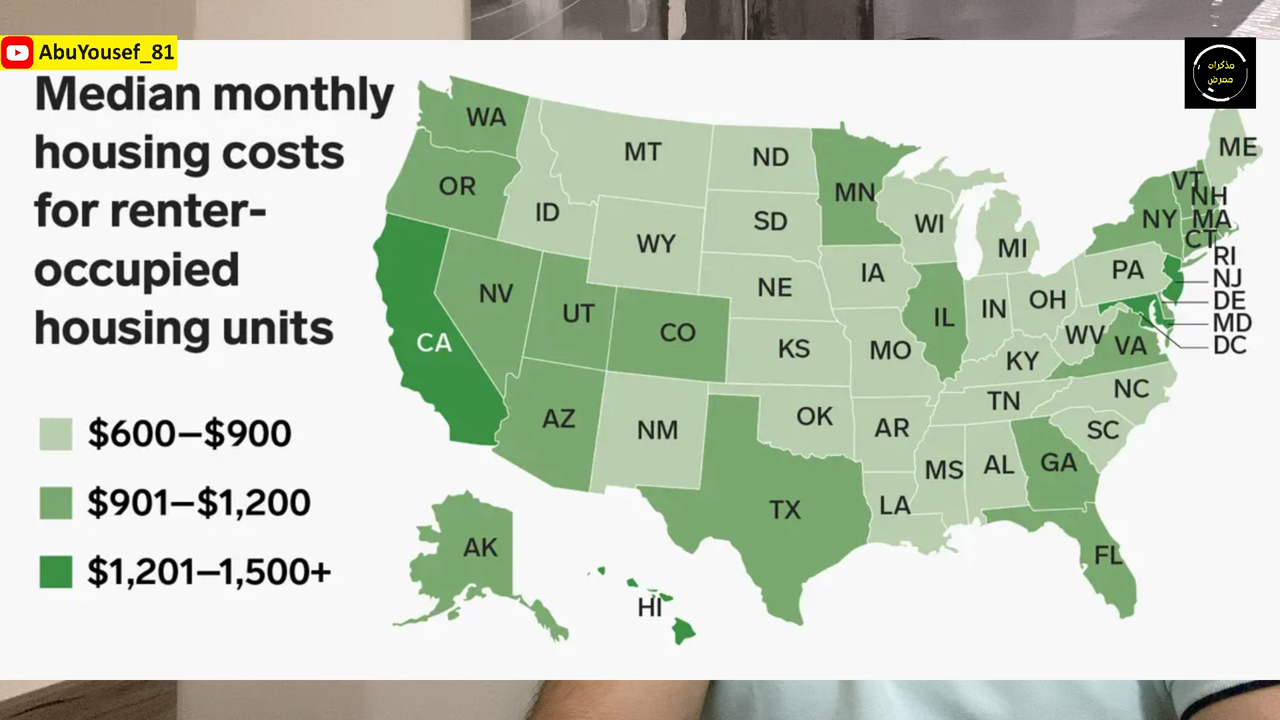 AbuYousef_81
مذكرات
ممرض
Median monthly
housing costs
for renter-
occupied
housing units
$600–$900
$901–$1,200
$1,201–1,500+
WA
OR
CA
ID
NV
MT
WY
UT
AZ
CO
NM
ND
SD
NE
KS
OK
TX
MN
IA
MO
AR
LA
WI
IL
MI
IN
OH
KY
TN
MS
AL
GA
FL
SC
NC
VA
WV
PA
NY
VT
NH
ME
MA
CT
RI
NJ
DE
MD
DC
AK
HI